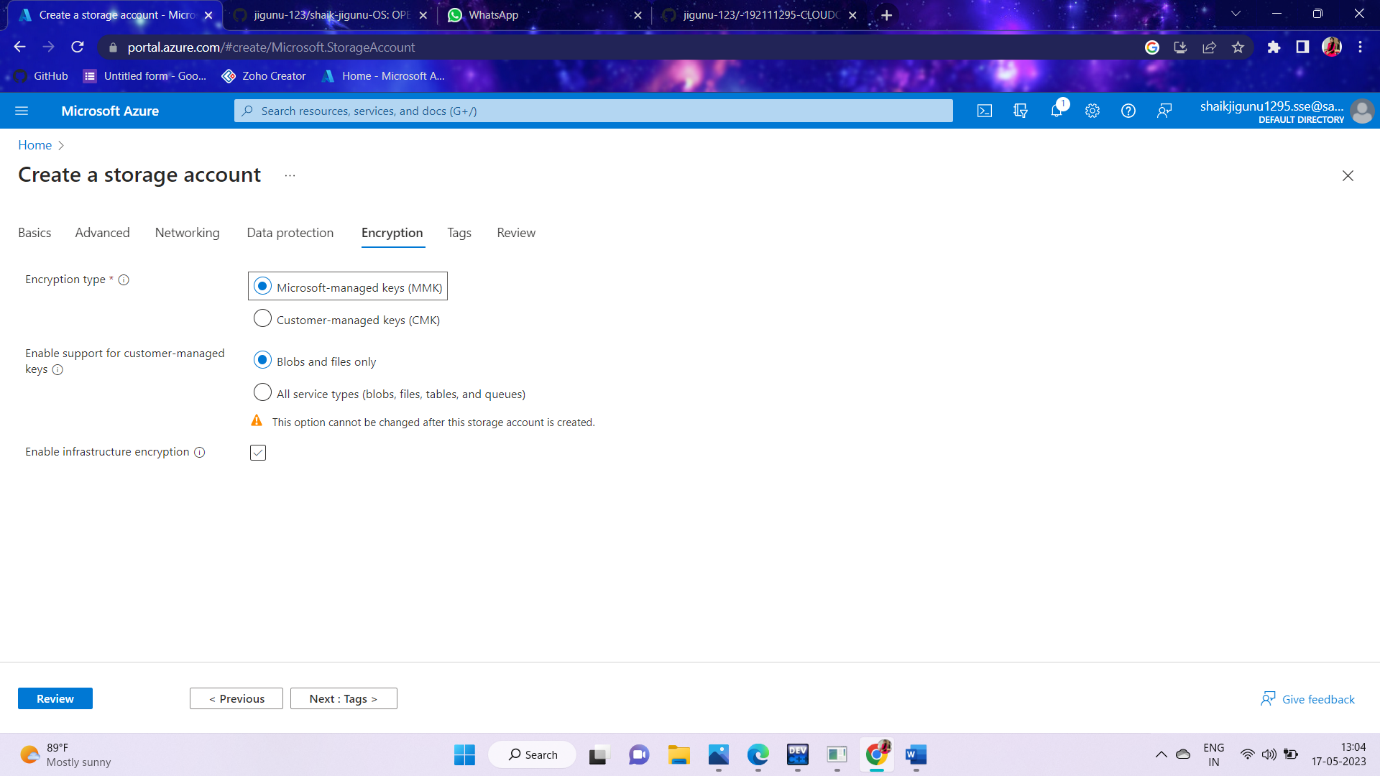 Create a storage account - Micro
jigunu-123/shaik-jigunu-OS: OPE
WhatsApp
jigunu-123/-192111295-CLOUDC
portal.azure.com/#create/Microsoft.StorageAccount
GitHub
Untitled form - Goo...
Zoho Creator
Home - Microsoft A...
Microsoft Azure
Search resources, services, and docs (G+/)
1
shaikjigunu1295.sse@sa...
DEFAULT DIRECTORY
Home >
Create a storage account ...
Basics
Advanced
Networking
Data protection
Encryption
Tags
Review
Encryption type *
Microsoft-managed keys (MMK)
Customer-managed keys (CMK)
Enable support for customer-managed
keys
Blobs and files only
All service types (blobs, files, tables, and queues)
This option cannot be changed after this storage account is created.
Enable infrastructure encryption
Review
< Previous
Next : Tags >
Give feedback
89°F
Mostly sunny
Search
DEV
ENG
IN
13:04
17-05-2023